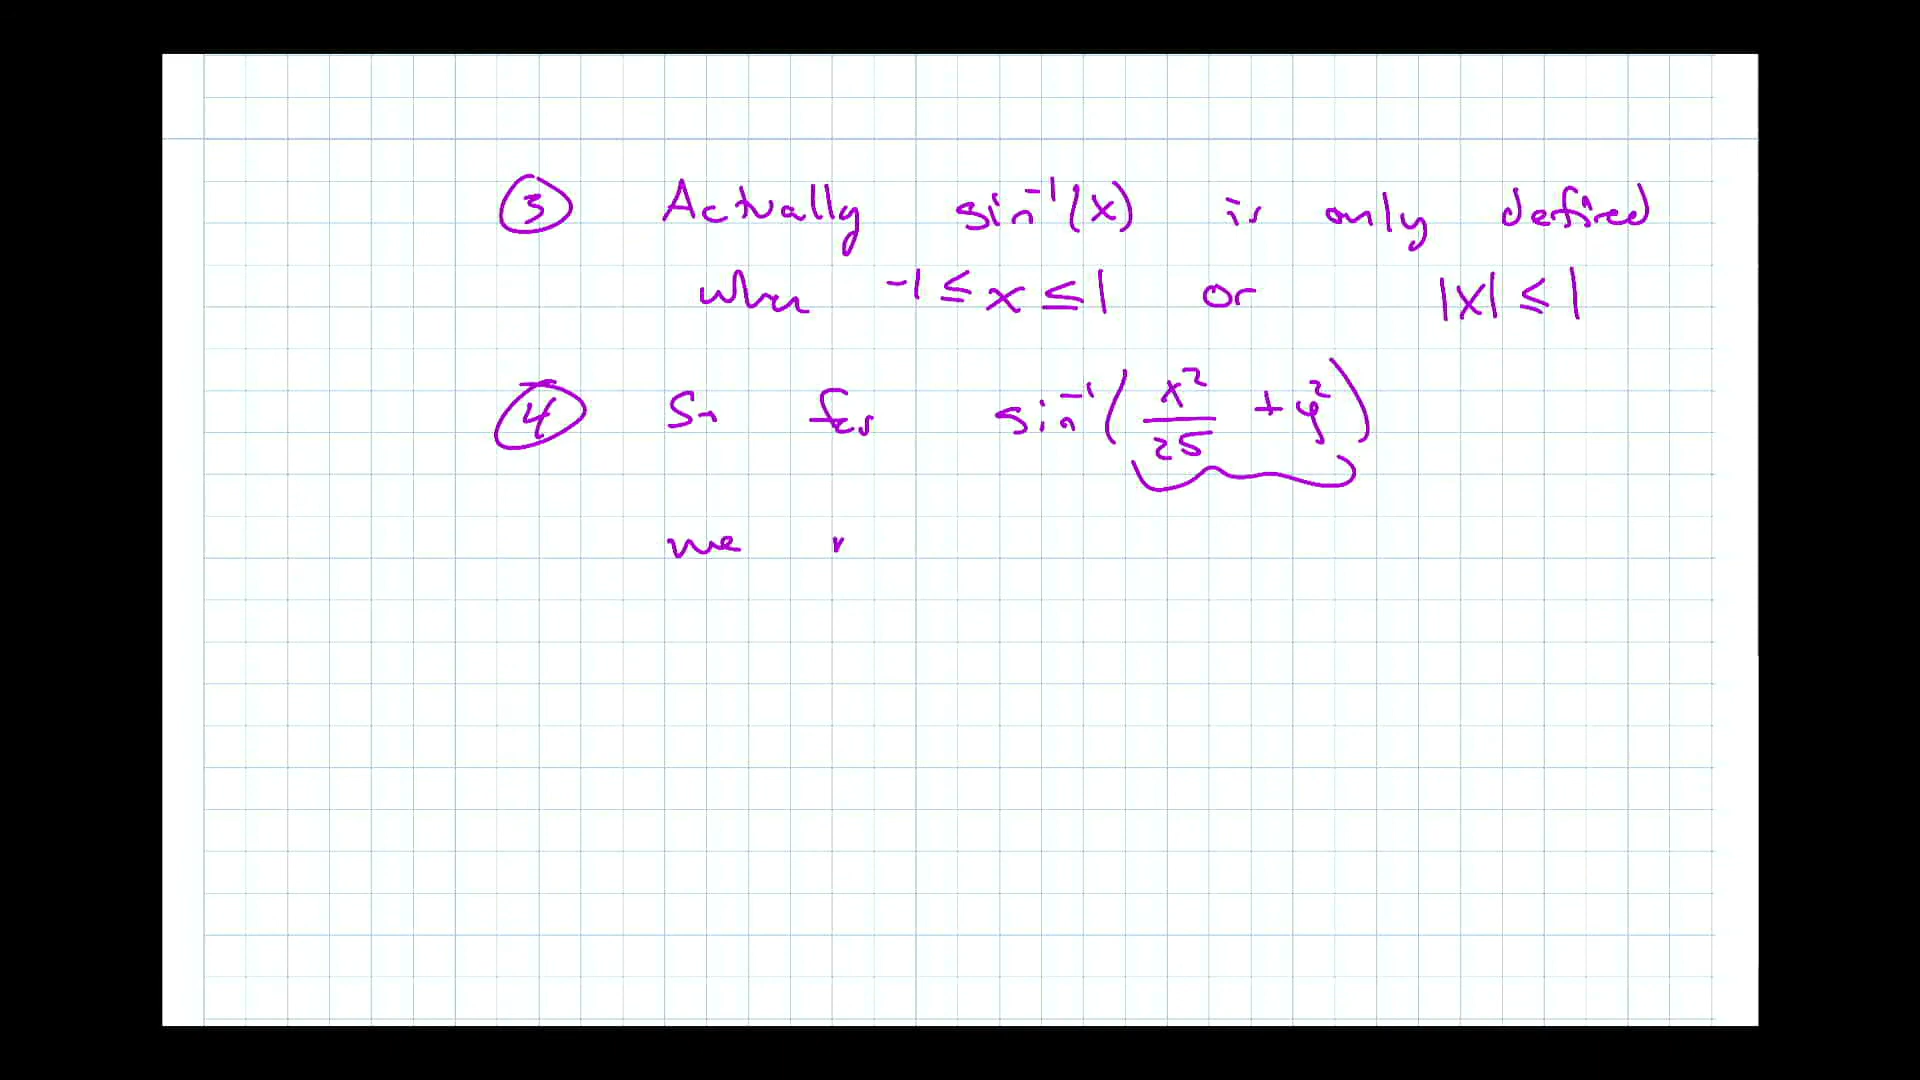 ③ Actually sin⁻¹(x) is only defined
when -1 ≤ x ≤ 1 or |x| ≤ 1
④ So for sin⁻¹(x²/25 + y²)
we